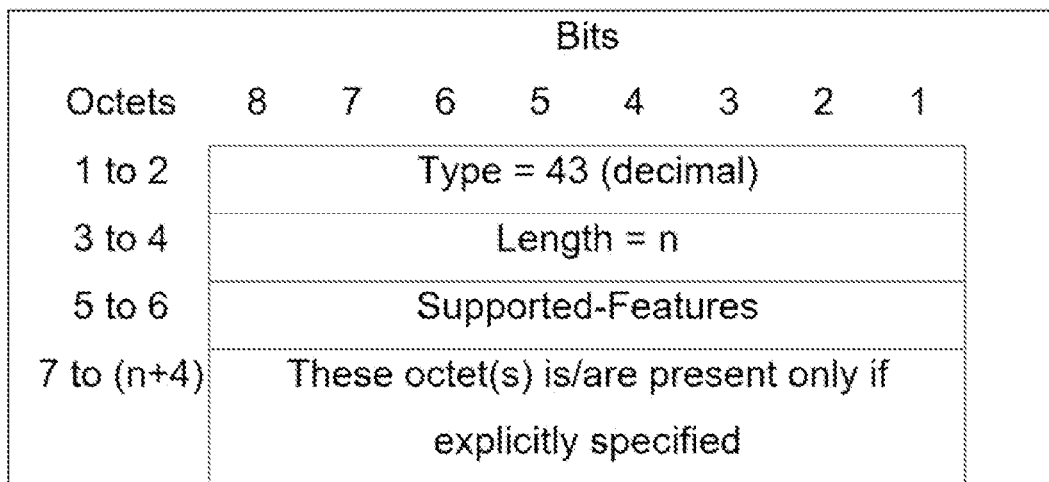 Bits
Octets 8 7 6 5 4 3 2 1
1 to 2 Type = 43 (decimal)
3 to 4 Length = n
5 to 6 Supported-Features
7 to (n+4) These octet(s) is/are present only if
explicitly specified